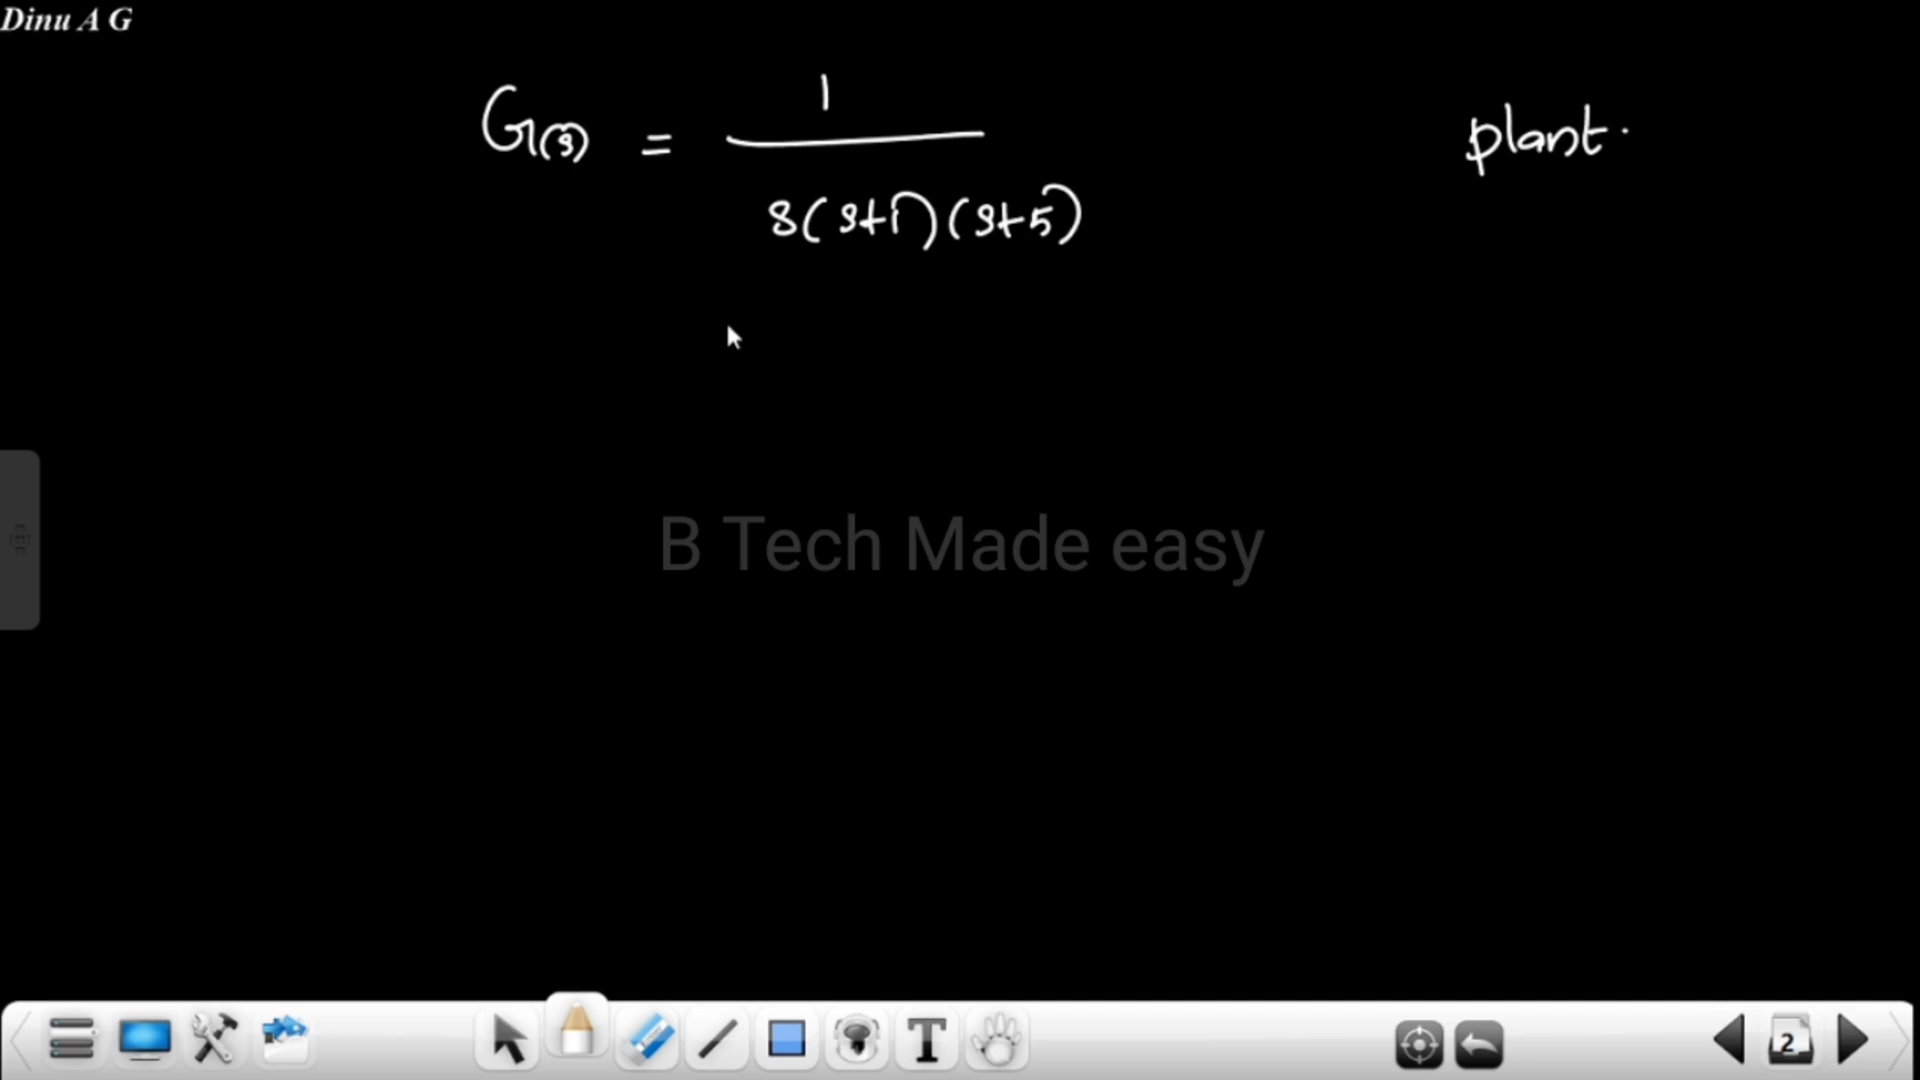 Dinu A G
G(s) = 1 / s(s+1)(s+5)
plant.
B Tech Made easy
T
2